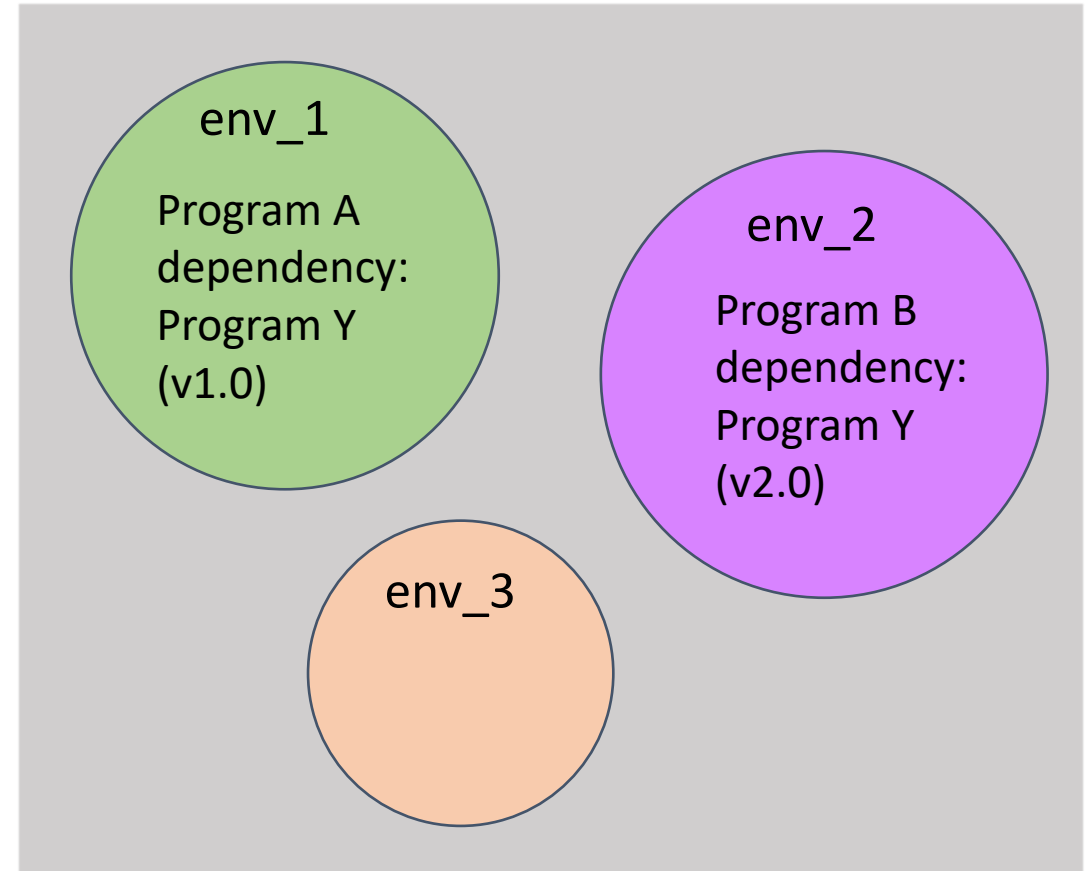 env_1
Program A
dependency:
Program Y
(v1.0)
env_2
Program B
dependency:
Program Y
(v2.0)
env_3